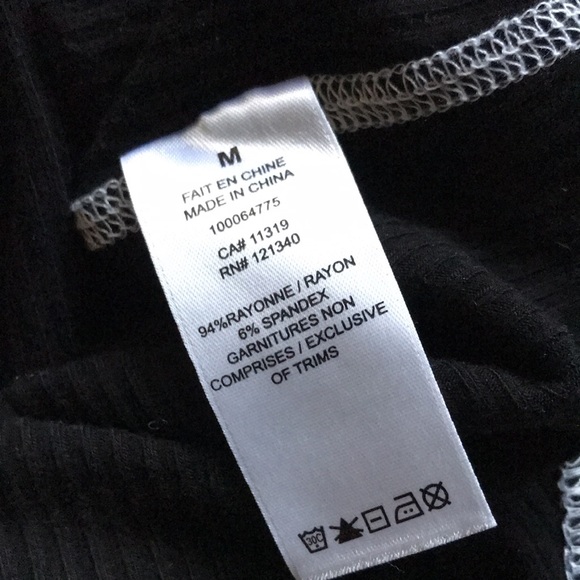 M
FAIT EN CHINE
MADE IN CHINA
100064775
CA# 11319
RN# 121340
94%RAYONNE / RAYON
6% SPANDEX
GARNITURES NON
COMPRISES / EXCLUSIVE
OF TRIMS
30C